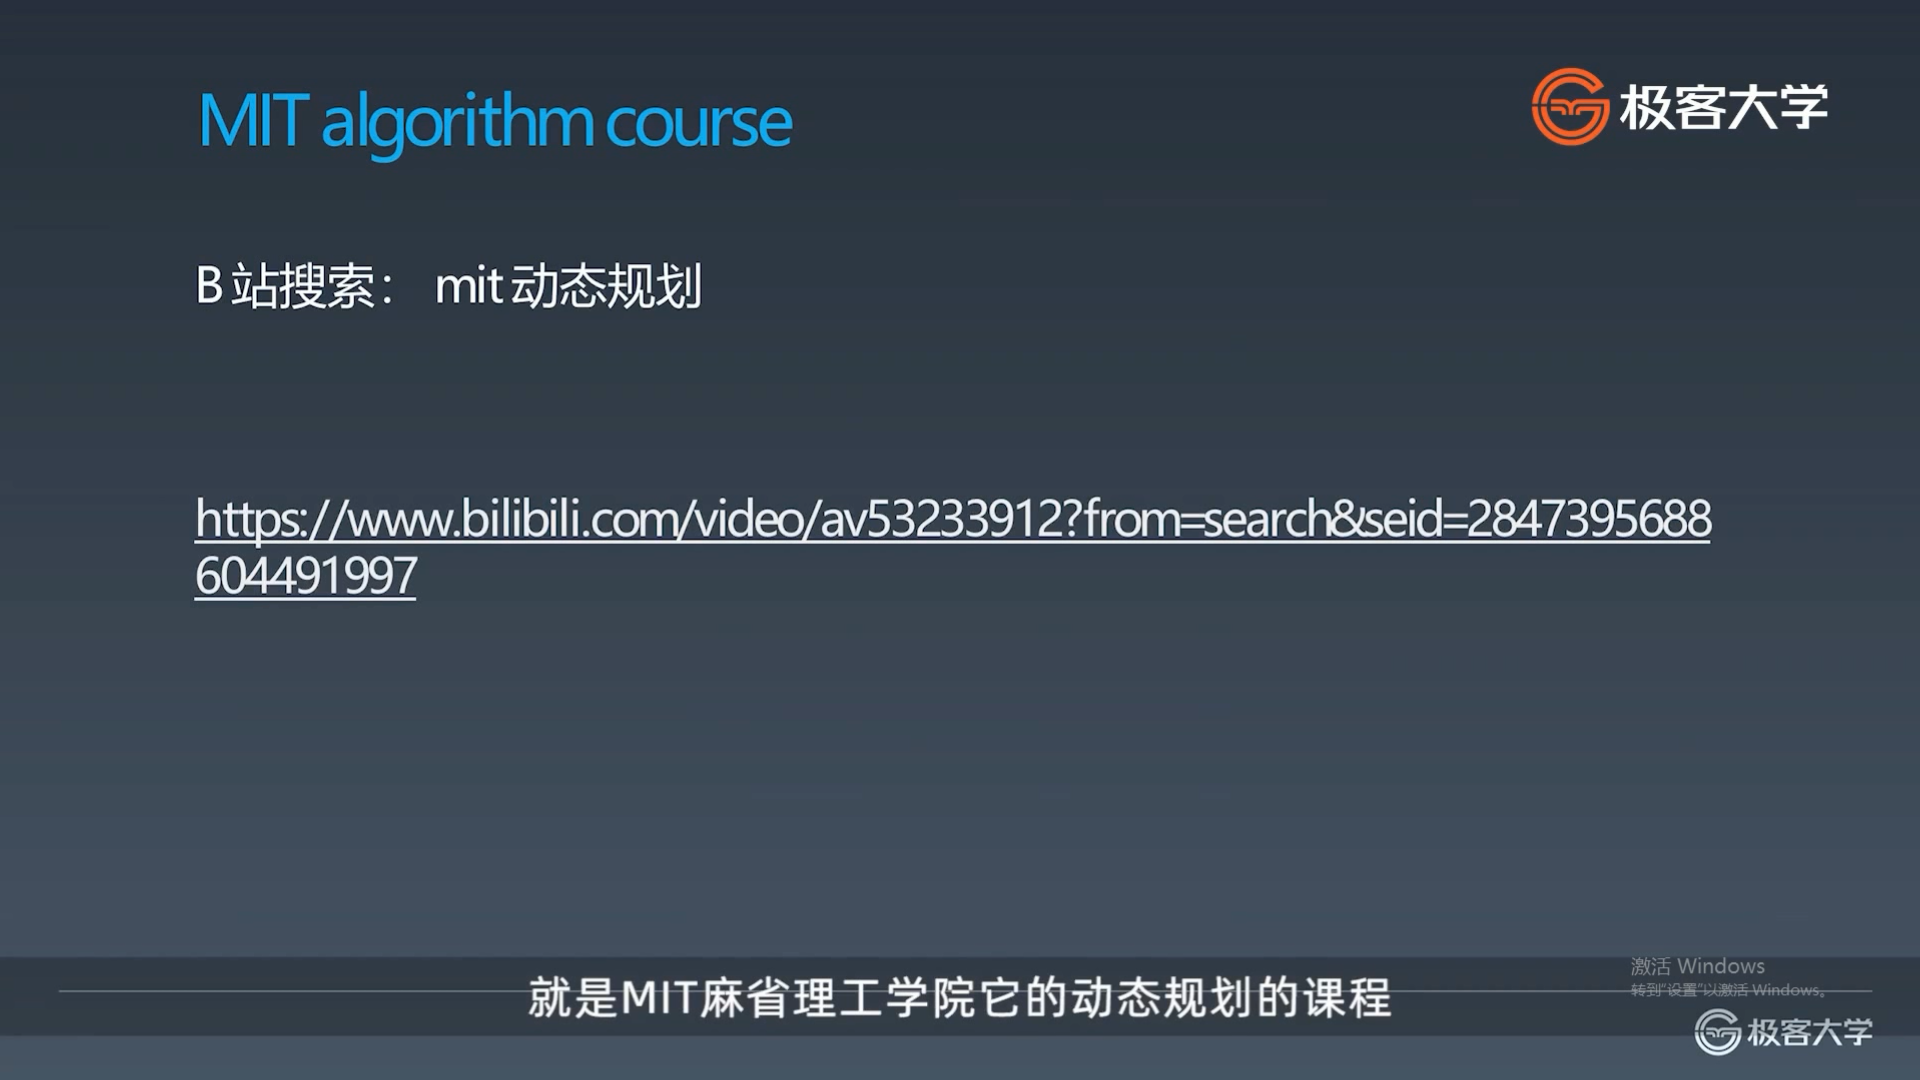 MIT algorithm course
极客大学
B 站搜索： mit 动态规划
https://www.bilibili.com/video/av53233912?from=search&seid=2847395688
604491997
激活 Windows
转到“设置”以激活 Windows。
就是MIT麻省理工学院它的动态规划的课程
极客大学